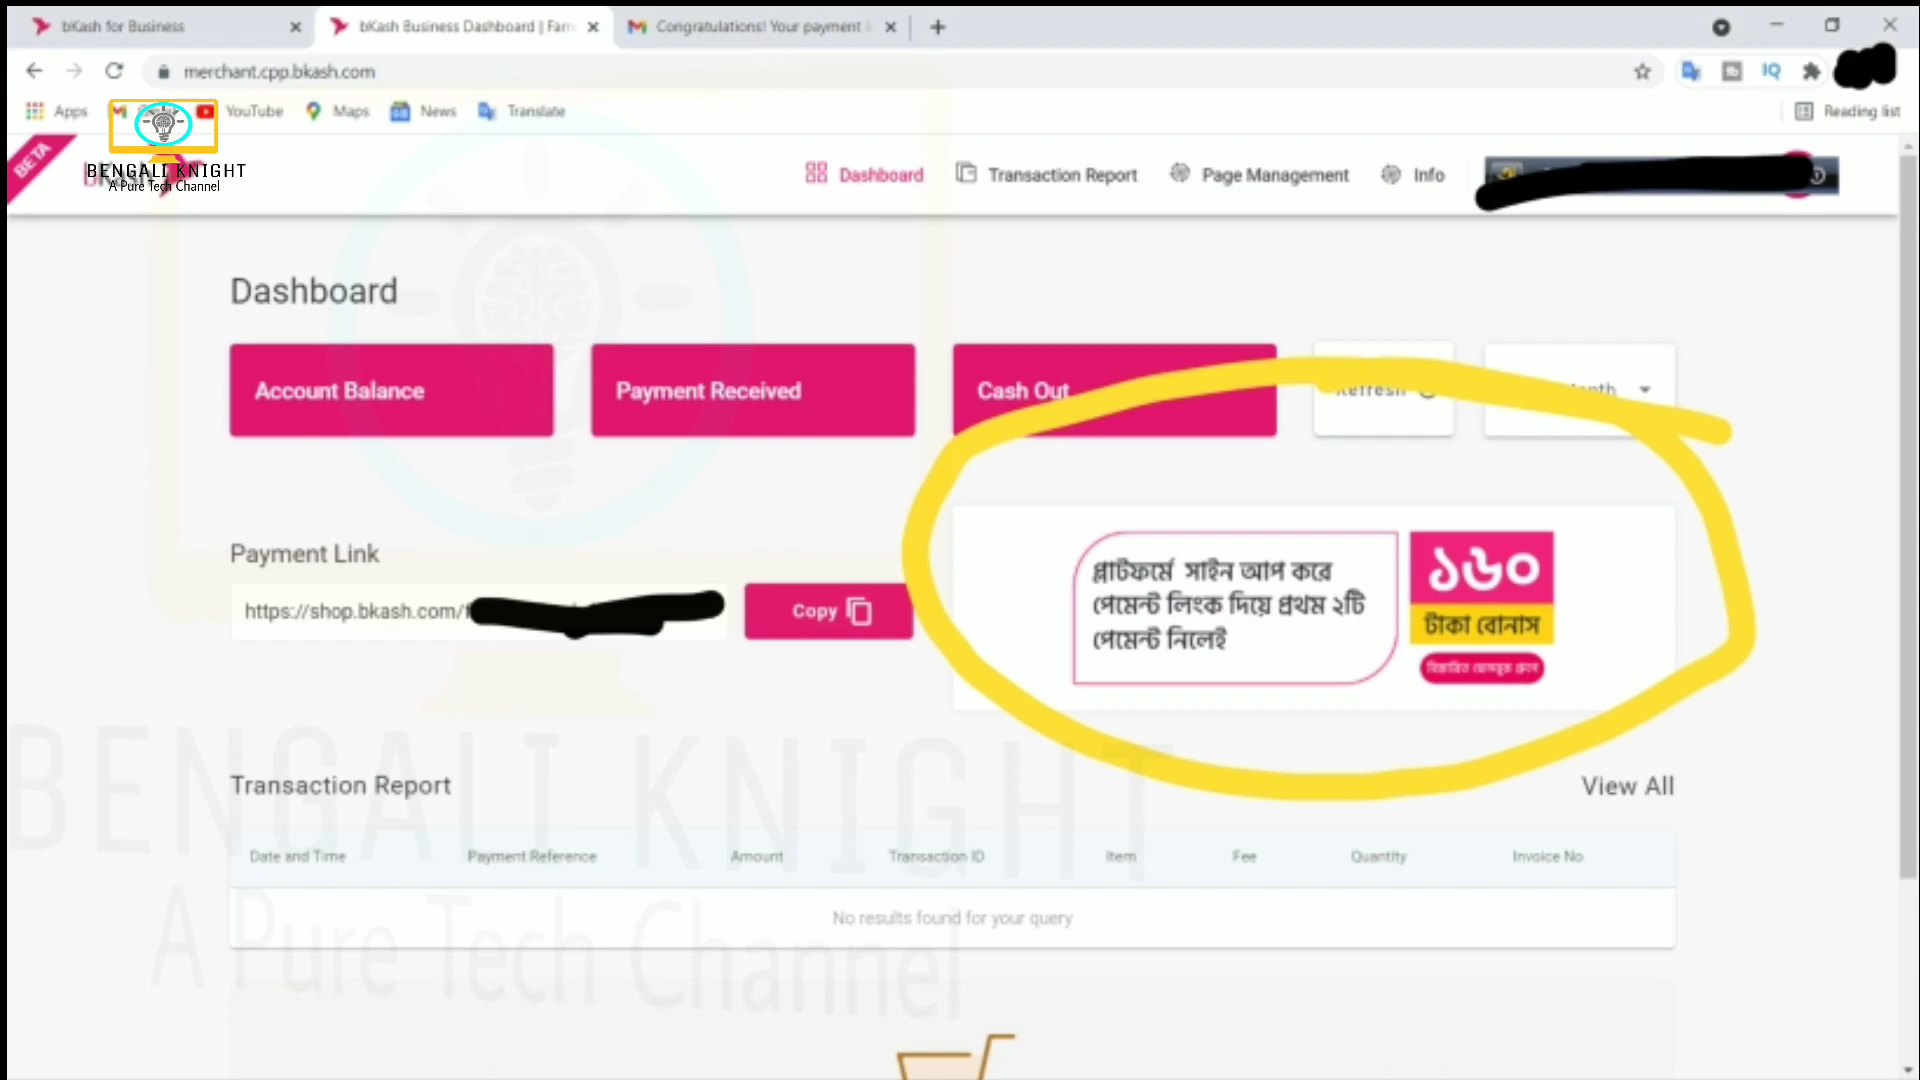 bKash for Business
bKash Business Dashboard | Fam
Congratulations! Your payment
merchant.cpp.bkash.com
Apps
YouTube
Maps
News
Translate
Reading list
BETA
BENGALI KNIGHT
A Pure Tech Channel
Dashboard
Transaction Report
Page Management
Info
Dashboard
Account Balance
Payment Received
Cash Out
Refresh
Payment Link
https://shop.bkash.com/f
Copy
প্লাটফর্মে সাইন আপ করে
পেমেন্ট লিংক দিয়ে প্রথম ২টি
পেমেন্ট নিলেই
১৬০
টাকা বোনাস
বিস্তারিত ফেসবুক গ্রুপে
Transaction Report
View All
Date and Time
Payment Reference
Amount
Transaction ID
Item
Fee
Quantity
Invoice No
No results found for your query
BENGALI KNIGHT
A Pure Tech Channel